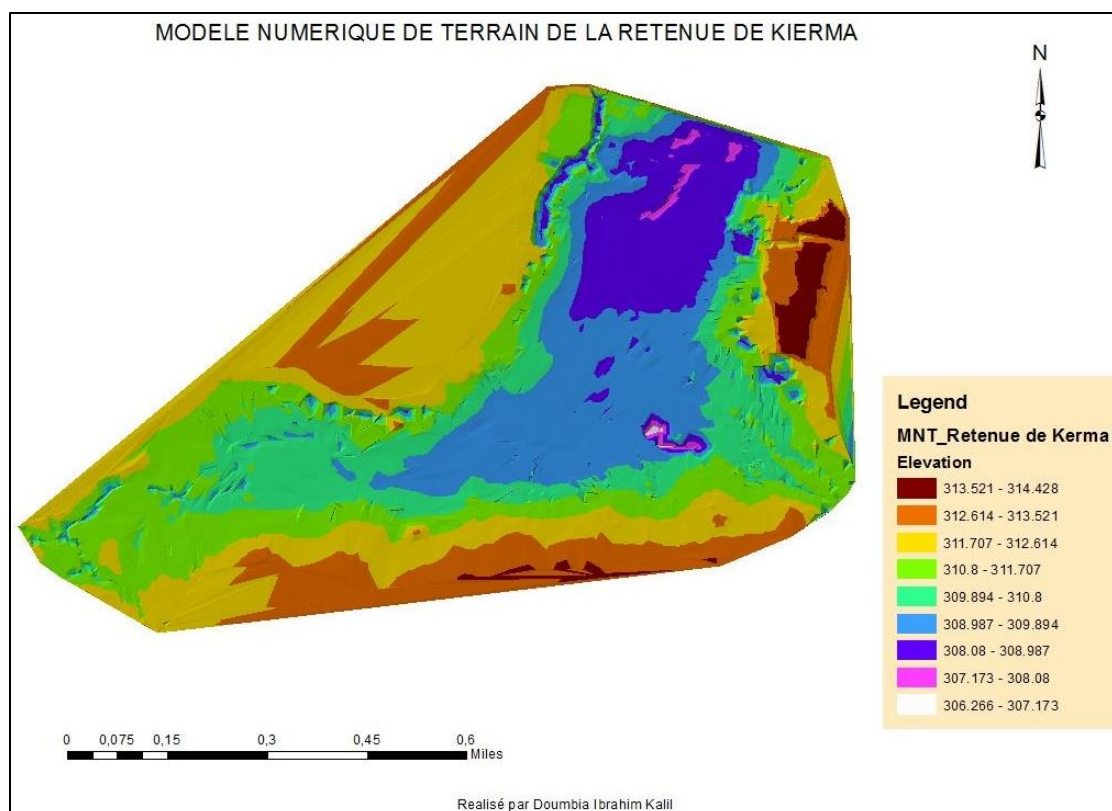 MODELE NUMERIQUE DE TERRAIN DE LA RETENUE DE KIERMA
N
Legend
MNT_Retenue de Kerma
Elevation
313.521 - 314.428
312.614 - 313.521
311.707 - 312.614
310.8 - 311.707
309.894 - 310.8
308.987 - 309.894
308.08 - 308.987
307.173 - 308.08
306.266 - 307.173
0 0,075 0,15 0,3 0,45 0,6
Miles
Realisé par Doumbia Ibrahim Kalil